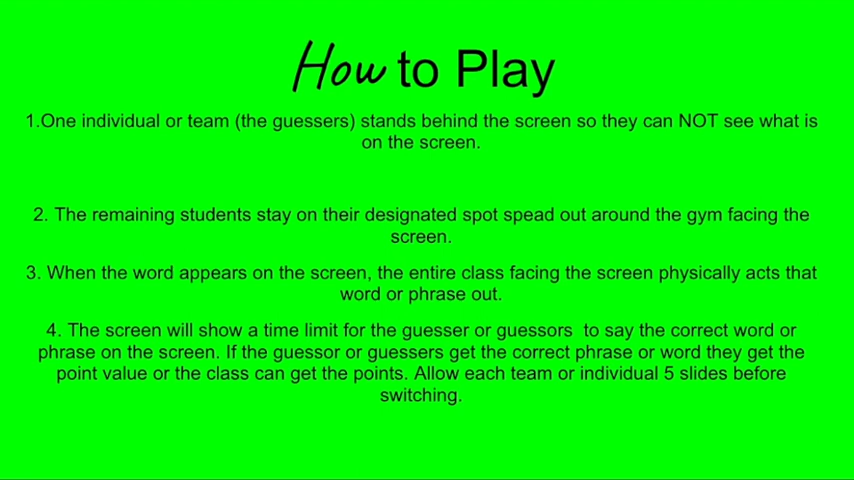 How to Play
1.One individual or team (the guessers) stands behind the screen so they can NOT see what is
on the screen.
2. The remaining students stay on their designated spot spead out around the gym facing the
screen.
3. When the word appears on the screen, the entire class facing the screen physically acts that
word or phrase out.
4. The screen will show a time limit for the guesser or guessors  to say the correct word or
phrase on the screen. If the guessor or guessers get the correct phrase or word they get the
point value or the class can get the points. Allow each team or individual 5 slides before
switching.